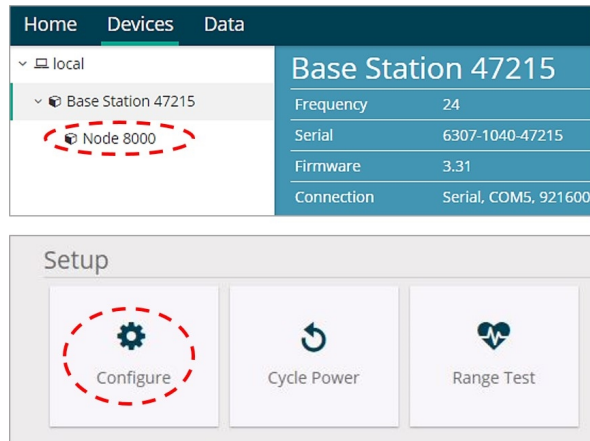 Home Devices Data
local
Base Station 47215
Node 8000
Base Station 47215
Frequency 24
Serial 6307-1040-47215
Firmware 3.31
Connection Serial, COM5, 921600
Setup
Configure Cycle Power Range Test